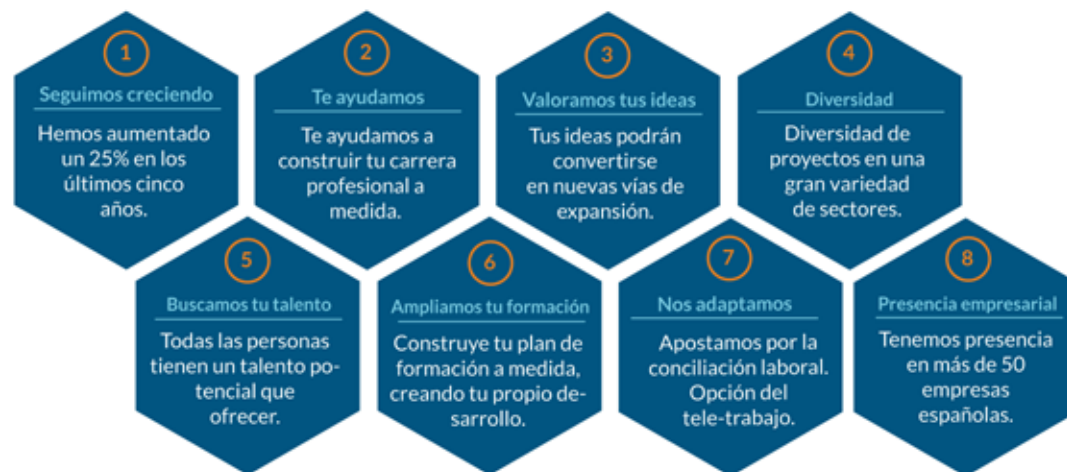 1
Seguimos creciendo
Hemos aumentado
un 25% en los
últimos cinco
años.
2
Te ayudamos
Te ayudamos a
construir tu carrera
profesional a
medida.
3
Valoramos tus ideas
Tus ideas podrán
convertirse
en nuevas vías de
expansión.
4
Diversidad
Diversidad de
proyectos en una
gran variedad
de sectores.
5
Buscamos tu talento
Todas las personas
tienen un talento po-
tencial que
ofrecer.
6
Ampliamos tu formación
Construye tu plan de
formación a medida,
creando tu propio de-
sarrollo.
7
Nos adaptamos
Apostamos por la
conciliación laboral.
Opción del
tele-trabajo.
8
Presencia empresarial
Tenemos presencia
en más de 50
empresas
españolas.